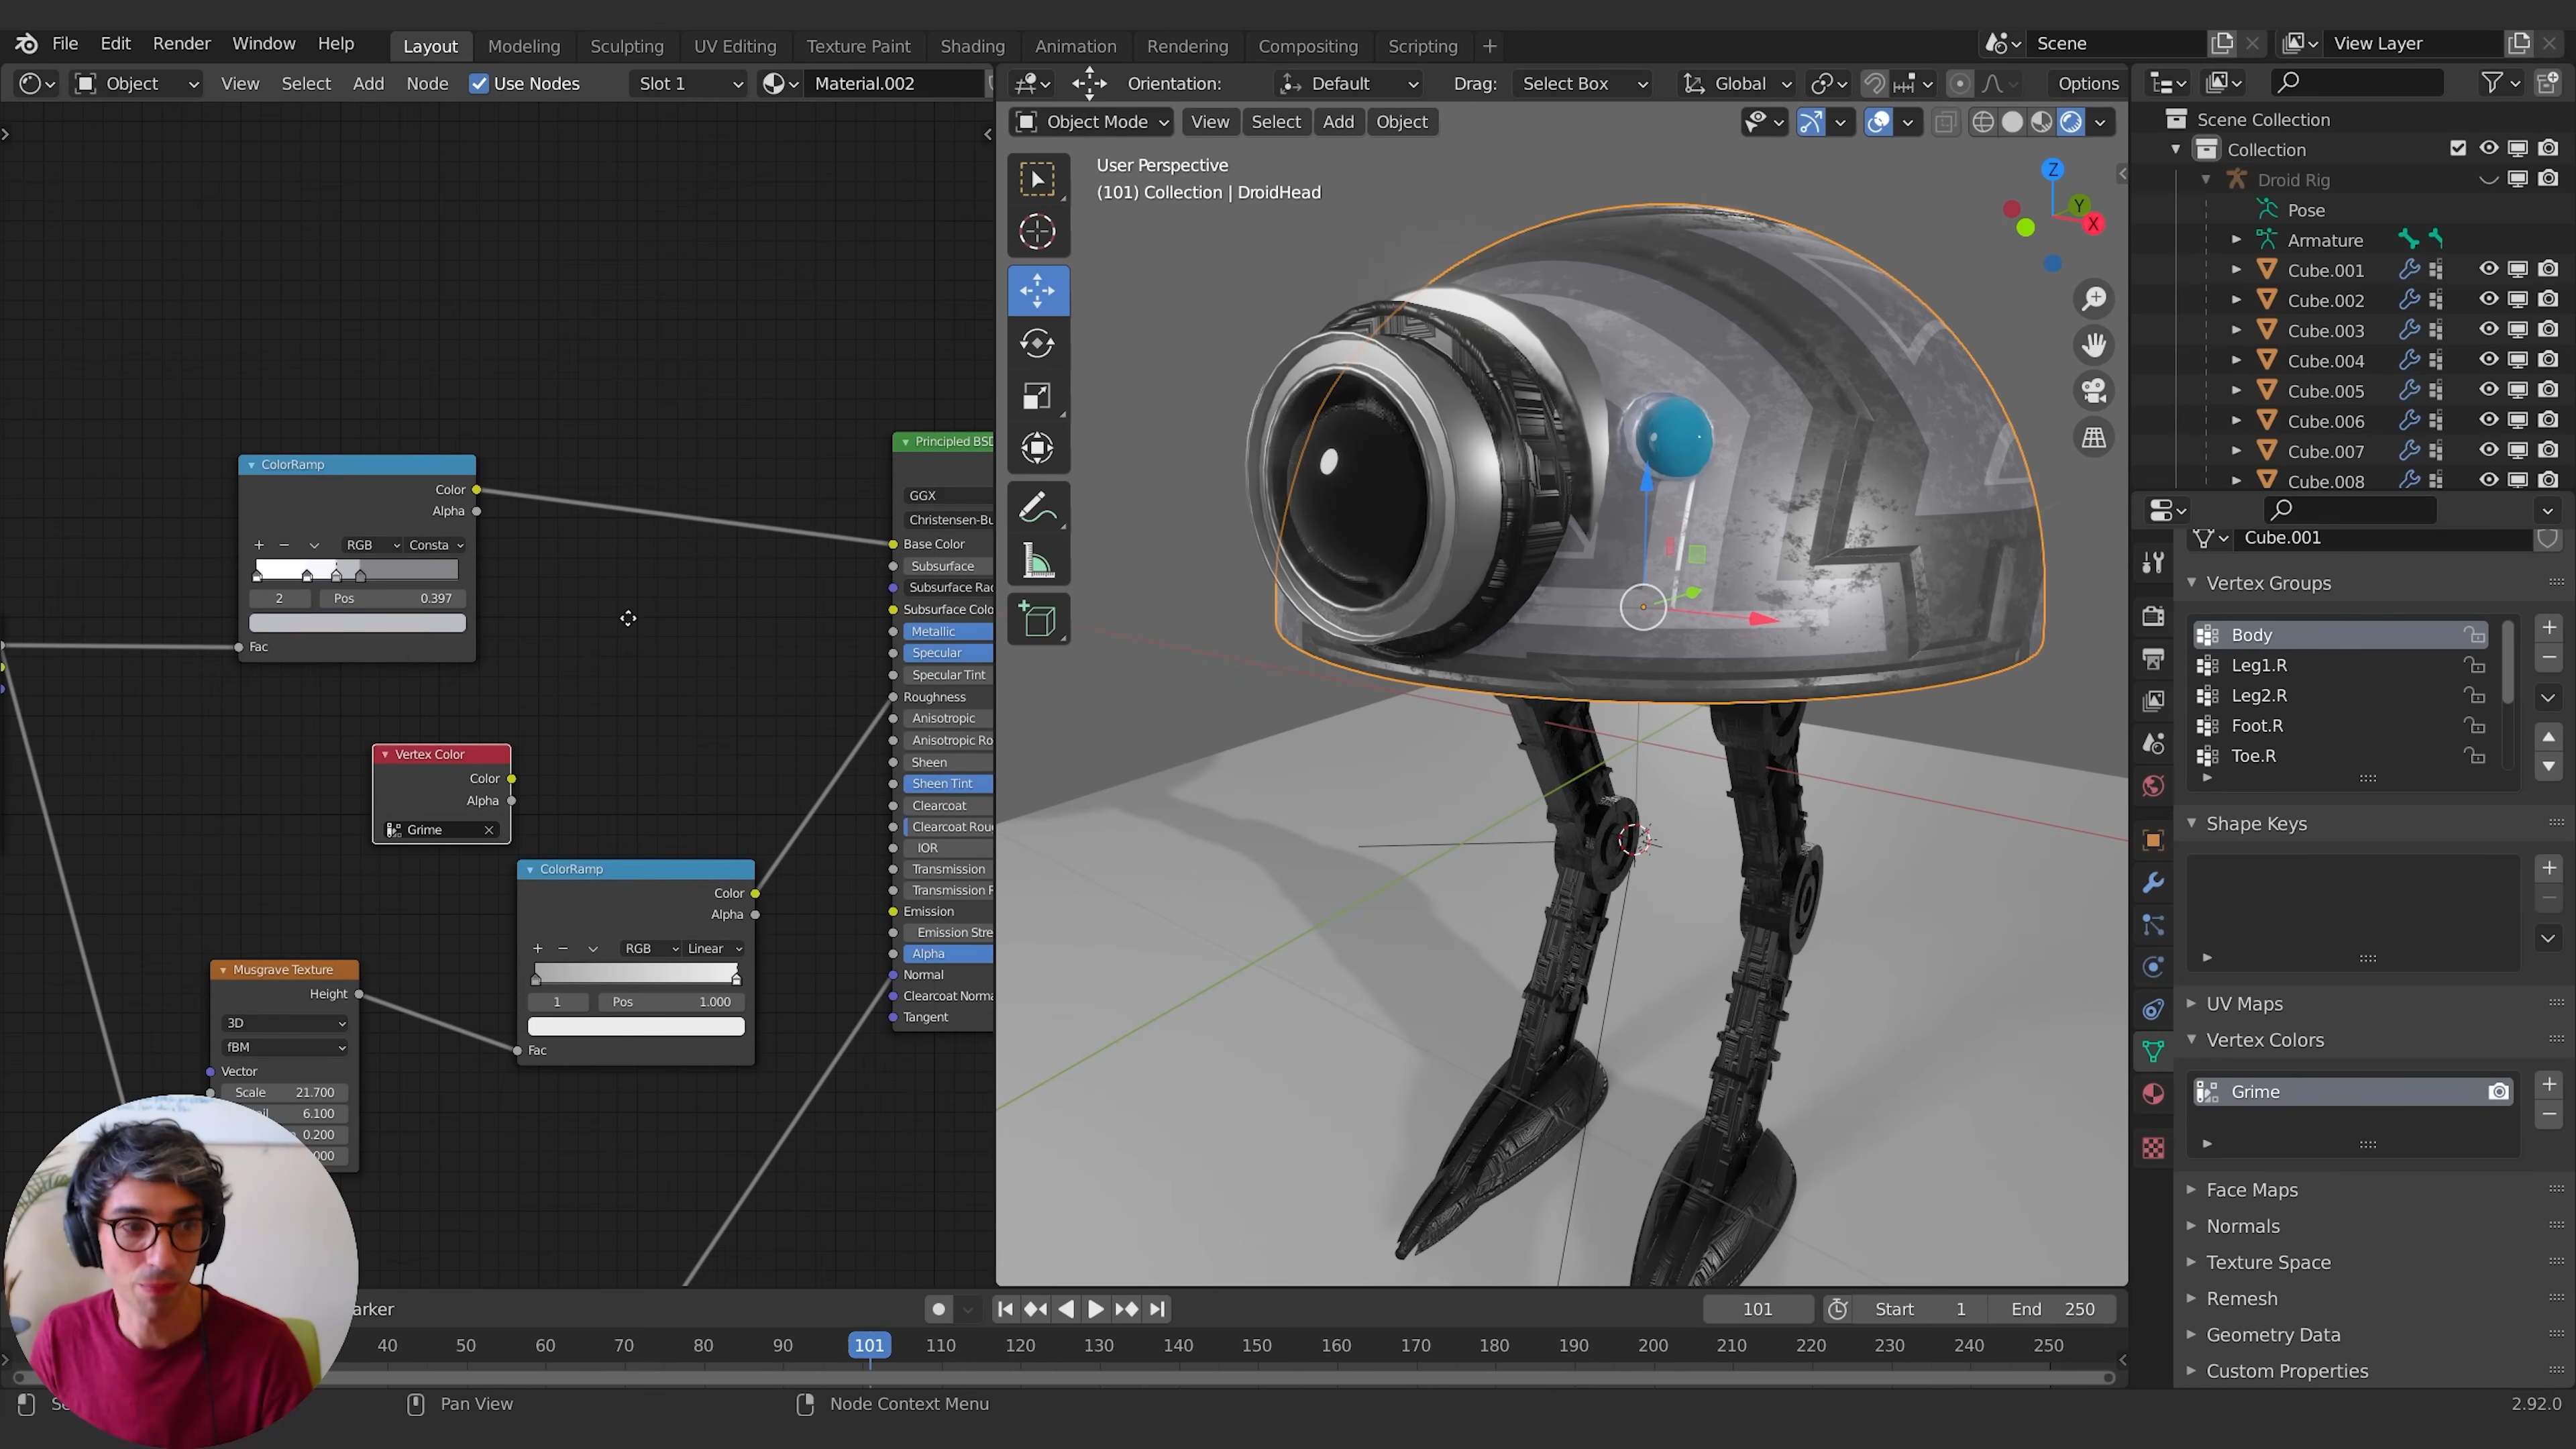 File Edit Render Window Help Layout Modeling Sculpting UV Editing Texture Paint Shading Animation Rendering Compositing Scripting + Scene View Layer
Object View Select Add Node Use Nodes Slot 1 Material.002
Orientation: Default Drag: Select Box Global Options
Object Mode View Select Add Object
User Perspective
(101) Collection | DroidHead
Z
Y
X
ColorRamp
Color
Alpha
RGB Consta
2 Pos 0.397
Fac
Vertex Color
Color
Alpha
Grime
ColorRamp
Color
Alpha
RGB Linear
1 Pos 1.000
Fac
Musgrave Texture
Height
3D
fBM
Vector
Scale 21.700
6.100
0.200
000
Principled BSD
GGX
Christensen-Bu
Base Color
Subsurface
Subsurface Rad
Subsurface Colo
Metallic
Specular
Specular Tint
Roughness
Anisotropic
Anisotropic Ro
Sheen
Sheen Tint
Clearcoat
Clearcoat Roug
IOR
Transmission
Transmission R
Emission
Emission Stre
Alpha
Normal
Clearcoat Norma
Tangent
Scene Collection
Collection
Droid Rig
Pose
Armature
Cube.001
Cube.002
Cube.003
Cube.004
Cube.005
Cube.006
Cube.007
Cube.008
Cube.001
Vertex Groups
Body
Leg1.R
Leg2.R
Foot.R
Toe.R
Shape Keys
UV Maps
Vertex Colors
Grime
Face Maps
Normals
Texture Space
Remesh
Geometry Data
Custom Properties
arker
101 Start 1 End 250
40 50 60 70 80 90 101 110 120 130 140 150 160 170 180 190 200 210 220 230 240 250
Pan View Node Context Menu 2.92.0